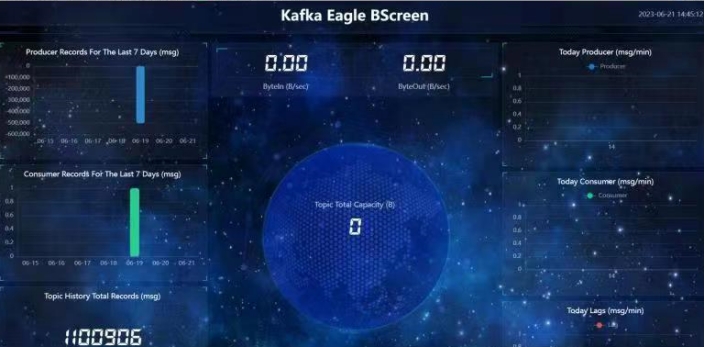 Kafka Eagle BScreen
2023-06-21 14:45:12
Producer Records For The Last 7 Days (msg)
0
-100,000
-200,000
-300,000
-400,000
-500,000
-600,000
06-15 06-16 06-17 06-18 06-19 06-20 06-21
0.00
ByteIn (B/sec)
0.00
ByteOut (B/sec)
Today Producer (msg/min)
Producer
1
0.8
0.6
0.4
0.2
0
14
Consumer Records For The Last 7 Days (msg)
1
0.8
0.6
0.4
0.2
0
06-15 06-16 06-17 06-18 06-19 06-20 06-21
Topic Total Capacity (B)
0
Today Consumer (msg/min)
Consumer
1
0.8
0.6
0.4
0.2
0
14
Topic History Total Records (msg)
1100906
Today Lags (msg/min)